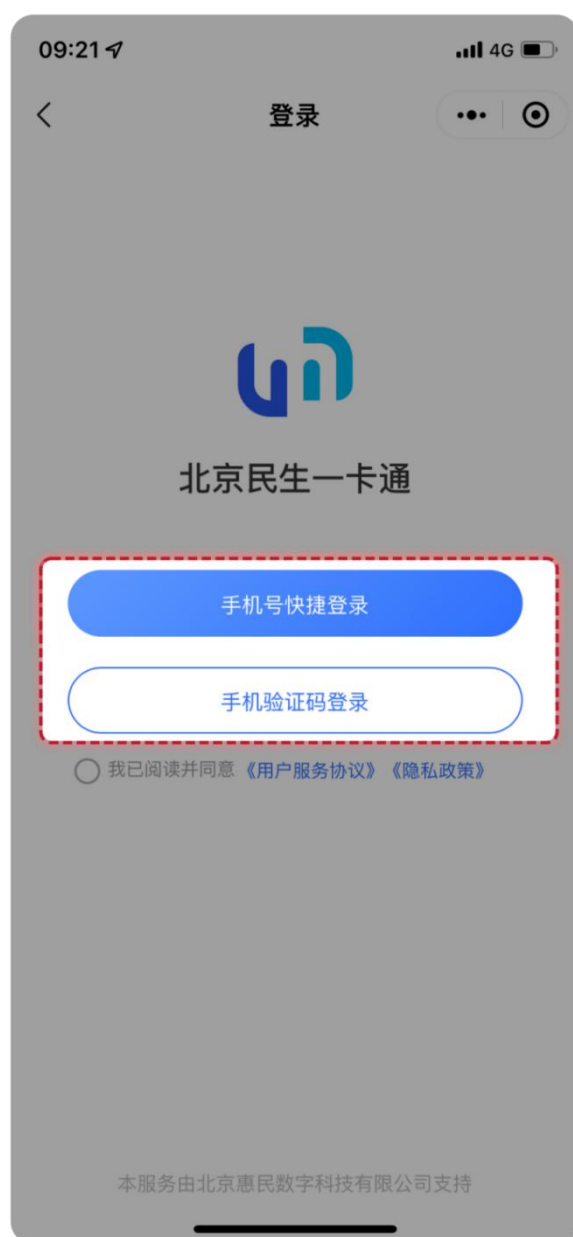 09:21 4G
登录
北京民生一卡通
手机号快捷登录
手机验证码登录
我已阅读并同意《用户服务协议》《隐私政策》
本服务由北京惠民数字科技有限公司支持